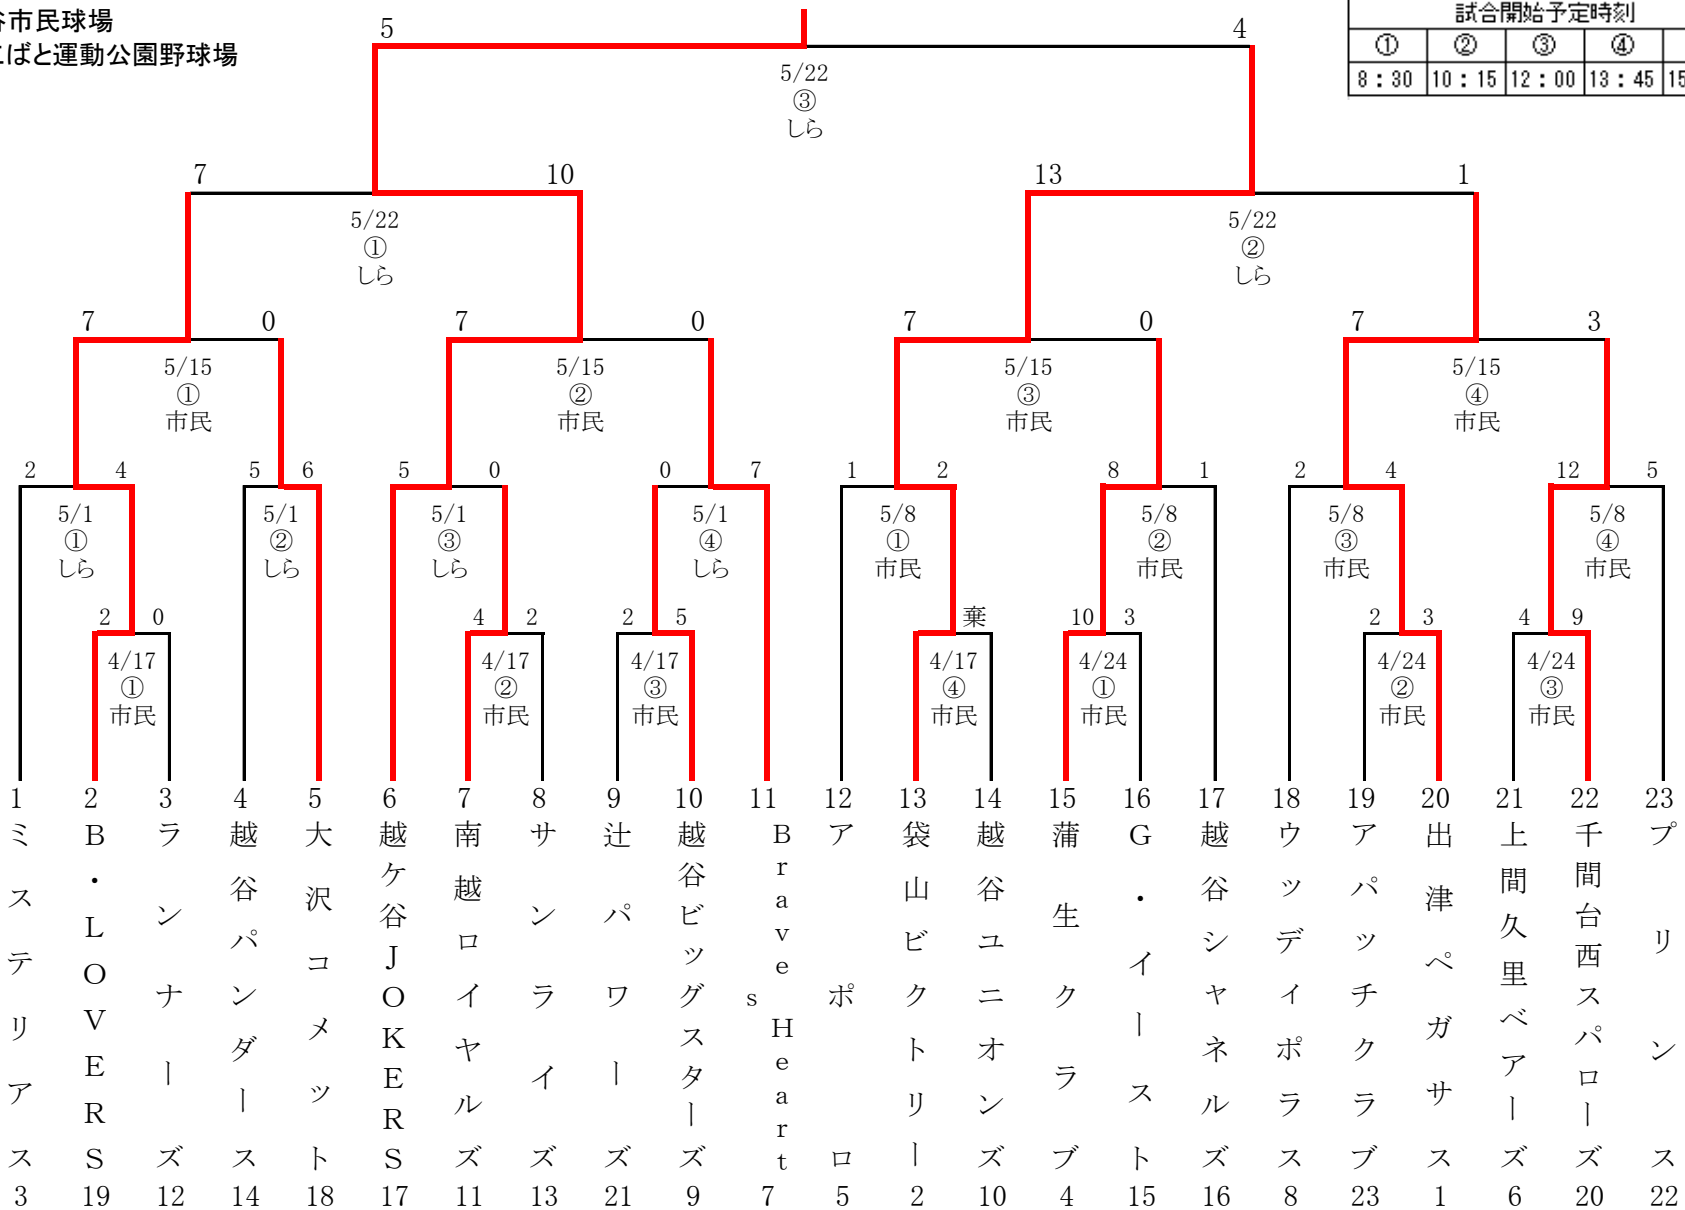 谷市民球場
こばと運動公園野球場
試合開始予定時刻
① ② ③ ④
8：30 10：15 12：00 13：45 15
5 4
5/22
③
しら
7 10 13 1
5/22 5/22
① ②
しら しら
7 0 7 0 7 0 7 3
5/15 5/15 5/15 5/15
① ② ③ ④
市民 市民 市民 市民
2 4 5 6 5 0 0 7 1 2 8 1 2 4 12 5
5/1 5/1 5/1 5/1 5/8 5/8 5/8 5/8
① ② ③ ④ ① ② ③ ④
しら しら しら しら 市民 市民 市民 市民
2 0 4 2 2 5 棄 10 3 2 3 4 9
4/17 4/17 4/17 4/17 4/24 4/24 4/24
① ② ③ ④ ① ② ③
市民 市民 市民 市民 市民 市民 市民
1 2 3 4 5 6 7 8 9 10 11 12 13 14 15 16 17 18 19 20 21 22 23
ミステリアス
B・LOVERS
ランナーズ
越谷パンダース
大沢コメット
越ケ谷JOKERS
南越ロイヤルズ
サンライズ
辻パワーズ
越谷ビッグスターズ
Braves Heart
アポロ
袋山ビクトリー
越谷ユニオンズ
蒲生クラブ
G・イースト
越谷シャネルズ
ウッディポラス
アパッチクラブ
出津ペガサス
上間久里ベアーズ
千間台西スパローズ
プリンス
3 19 12 14 18 17 11 13 21 9 7 5 2 10 4 15 16 8 23 1 6 20 22